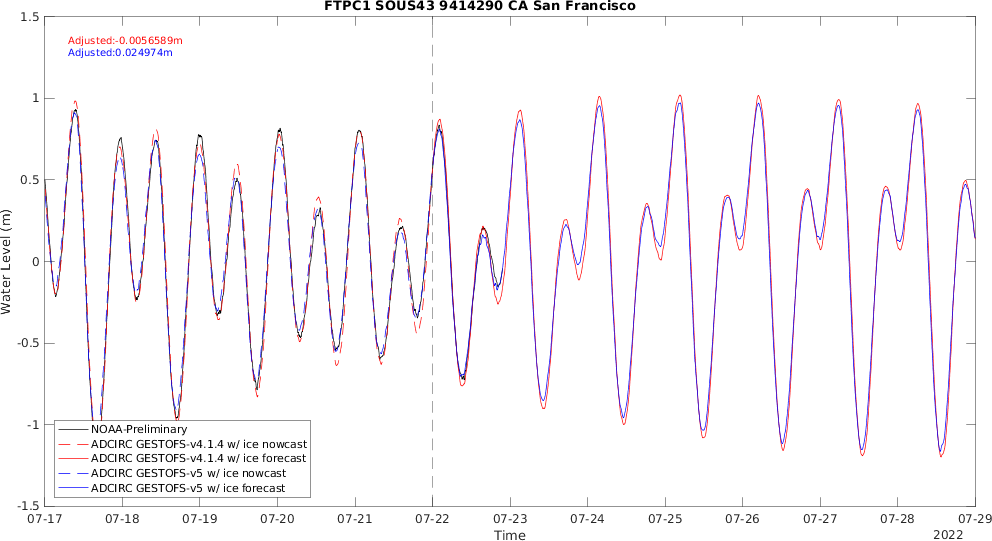 FTPC1 SOUS43 9414290 CA San Francisco
Adjusted:-0.0056589m
Adjusted:0.024974m
1.5
1
0.5
0
-0.5
-1
-1.5
Water Level (m)
NOAA-Preliminary
ADCIRC GESTOFS-v4.1.4 w/ ice nowcast
ADCIRC GESTOFS-v4.1.4 w/ ice forecast
ADCIRC GESTOFS-v5 w/ ice nowcast
ADCIRC GESTOFS-v5 w/ ice forecast
07-17 07-18 07-19 07-20 07-21 07-22 07-23 07-24 07-25 07-26 07-27 07-28 07-29
Time
2022